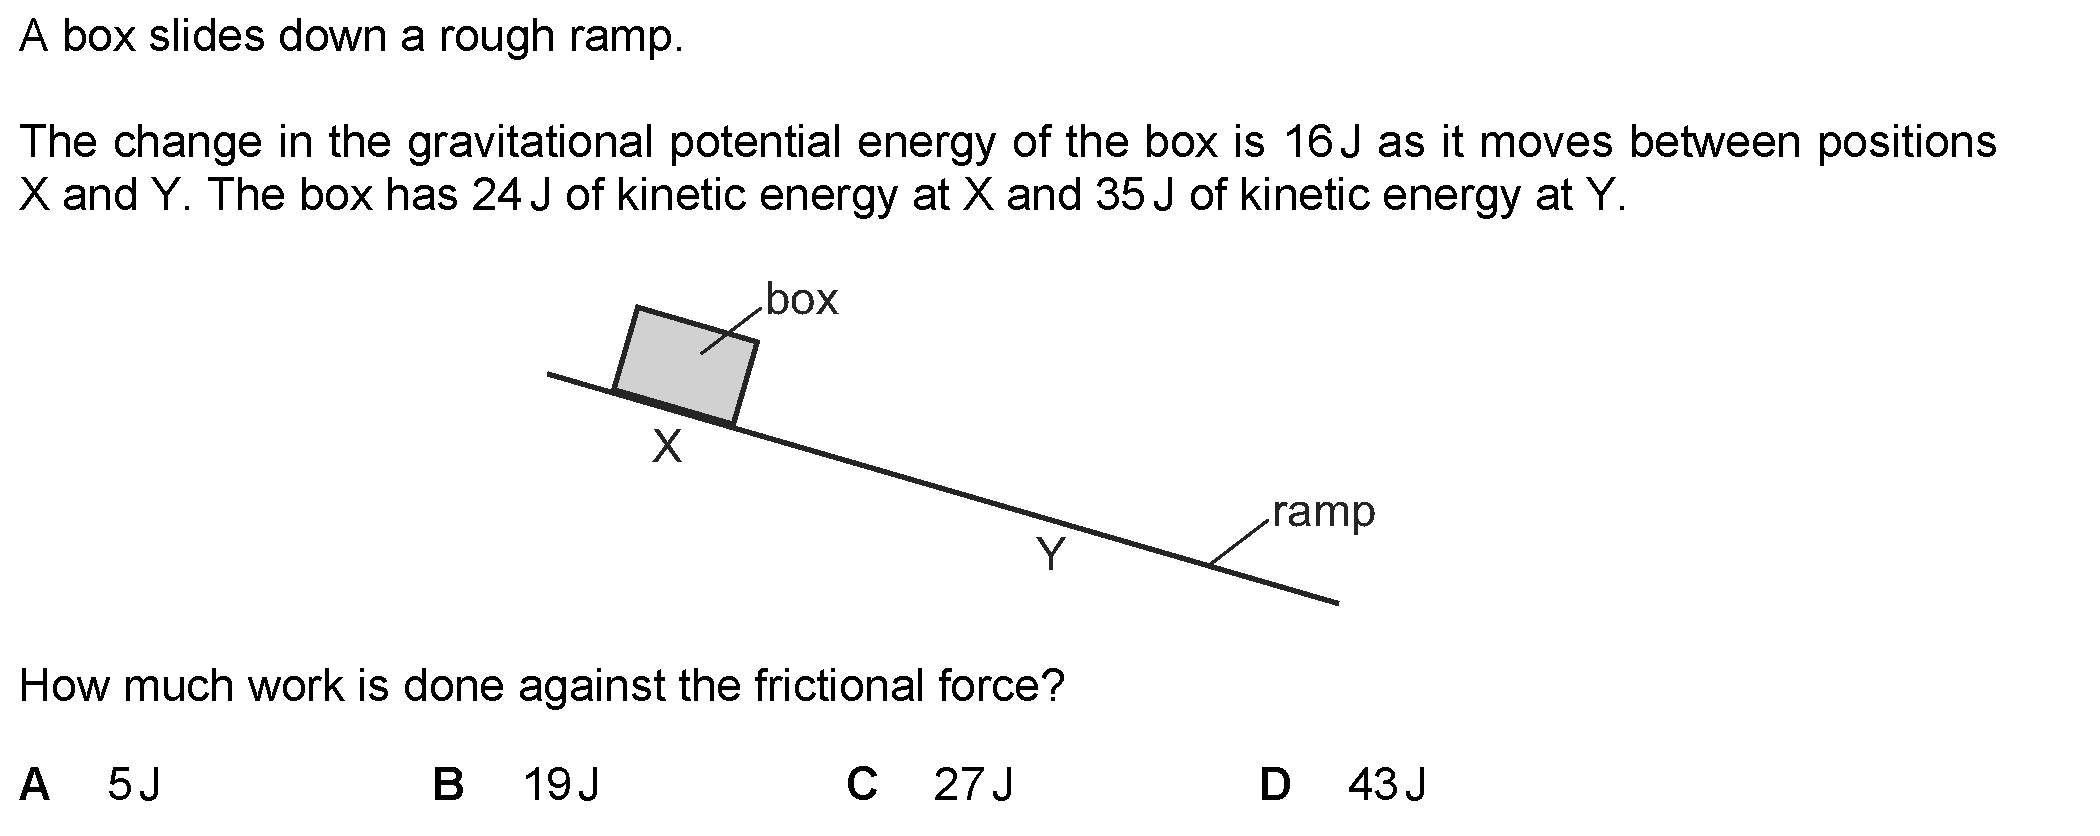 A box slides down a rough ramp.
The change in the gravitational potential energy of the box is 16 J as it moves between positions
X and Y. The box has 24 J of kinetic energy at X and 35 J of kinetic energy at Y.
box
X
ramp
Y
How much work is done against the frictional force?
A 5 J B 19 J C 27 J D 43 J